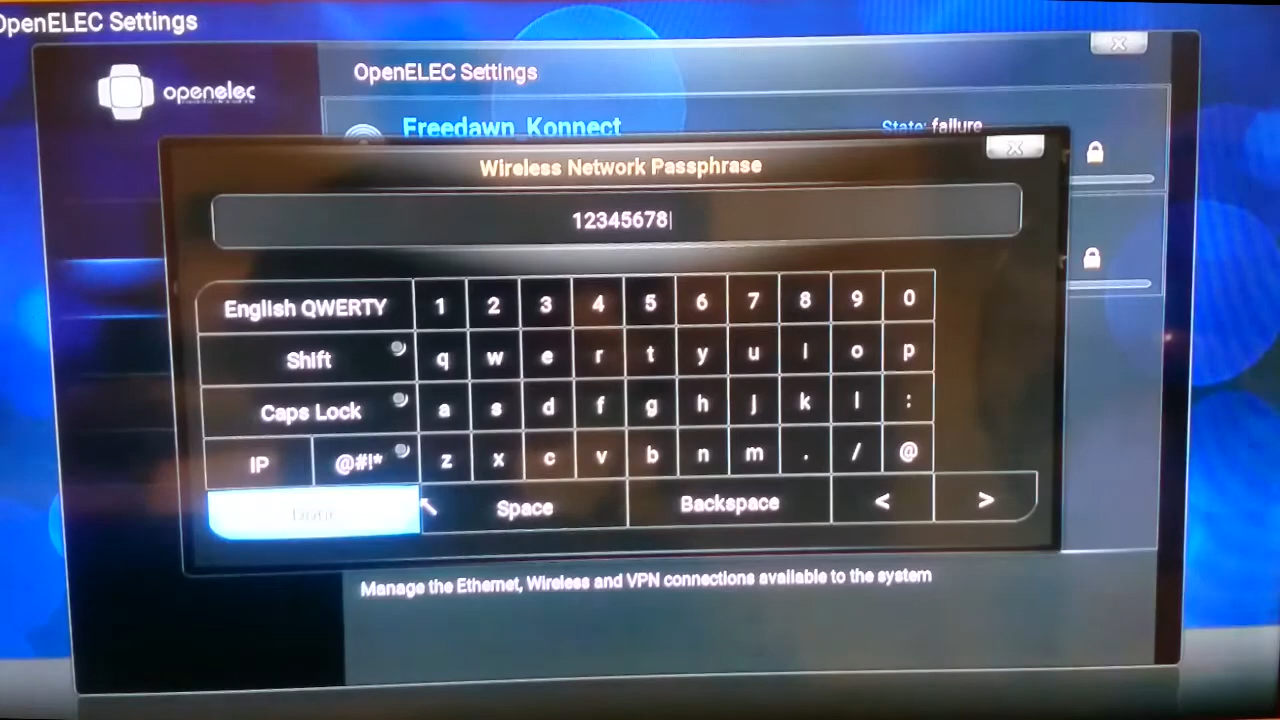 OpenELEC Settings
openelec
OpenELEC Settings
Freedawn_Konnect
State: failure
Wireless Network Passphrase
12345678
English QWERTY 1 2 3 4 5 6 7 8 9 0
Shift q w e r t y u i o p
Caps Lock a s d f g h j k l :
IP @#!* z x c v b n m . / @
Done Space Backspace < >
Manage the Ethernet, Wireless and VPN connections available to the system